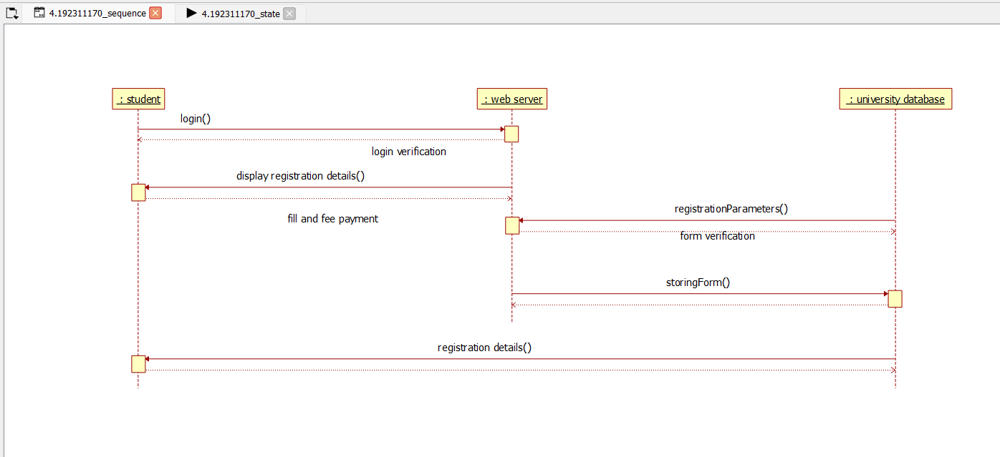 4.192311170_sequence
4.192311170_state
: student
: web server
: university database
login()
login verification
display registration details()
registrationParameters()
fill and fee payment
form verification
storingForm()
registration details()